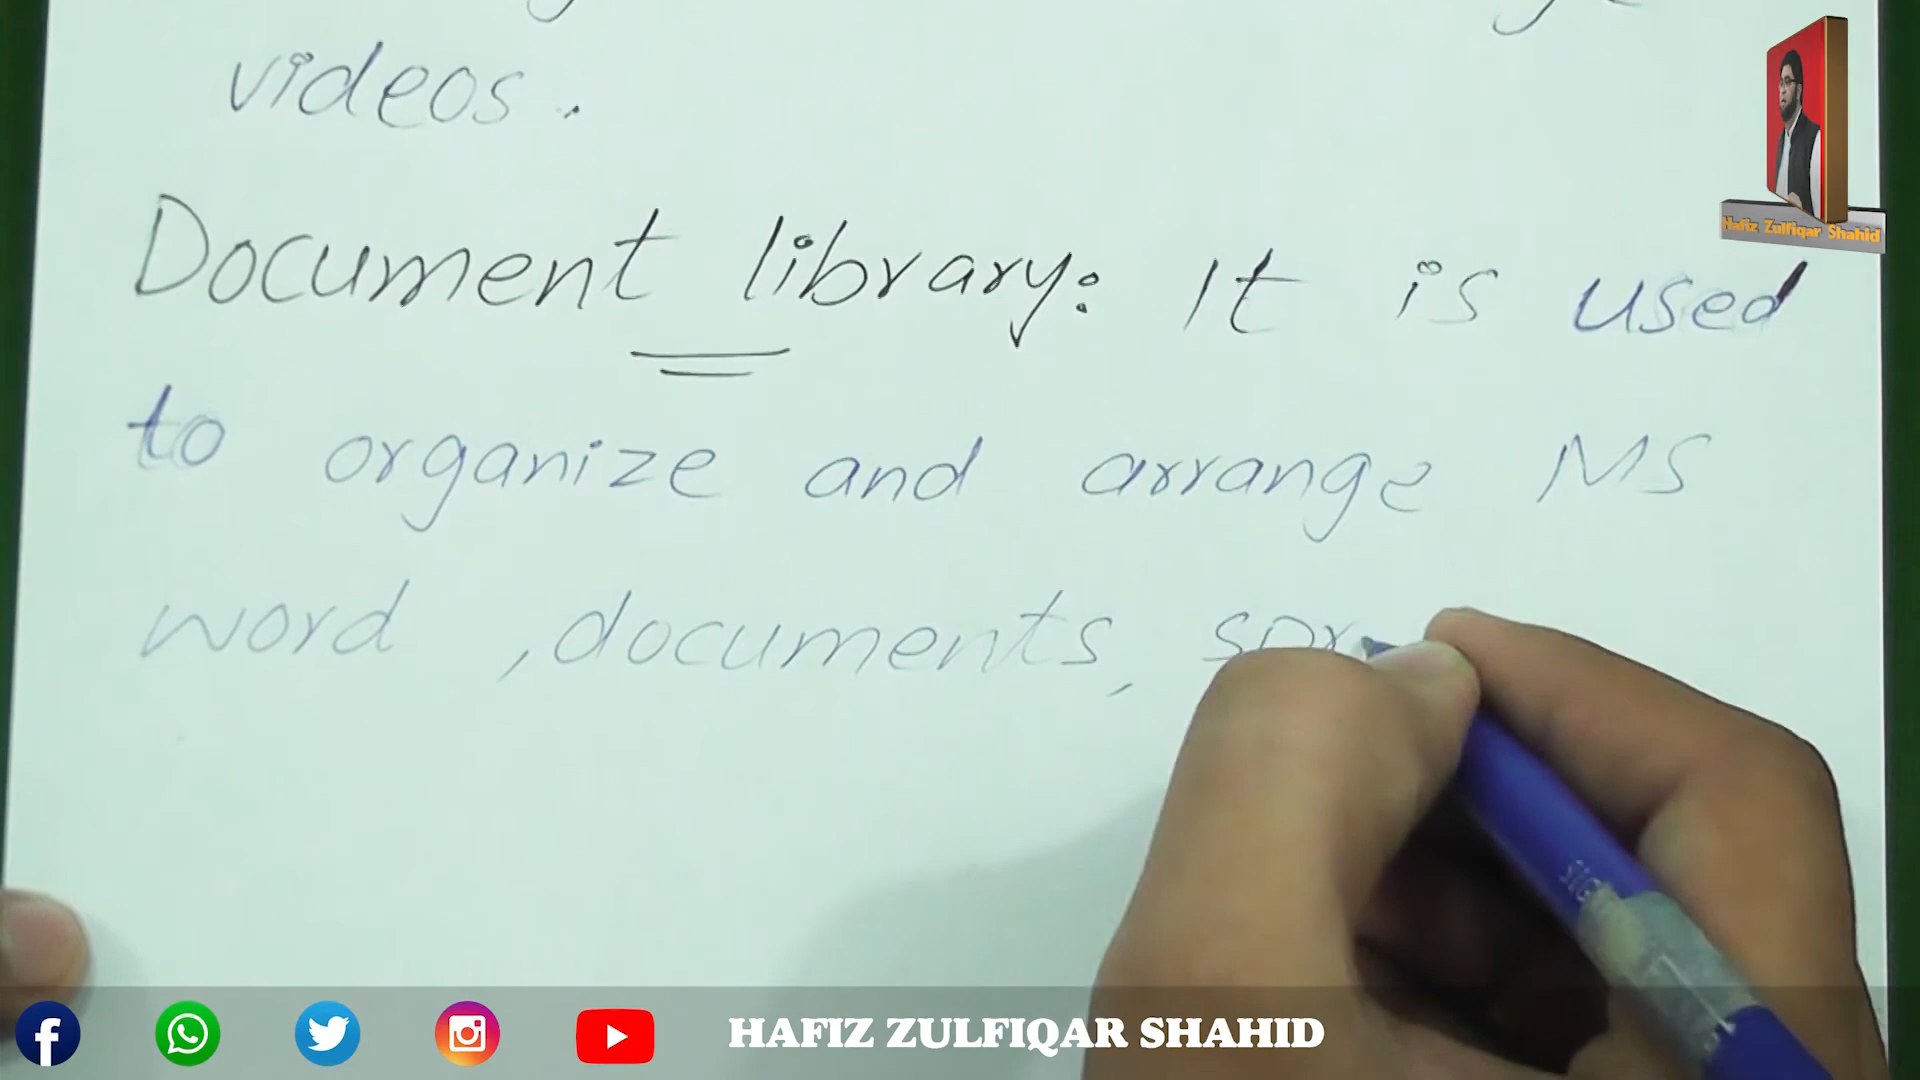 videos.
Document library: It is used
to organize and arrange MS
word , documents, spr
Hafiz Zulfiqar Shahid
HAFIZ ZULFIQAR SHAHID